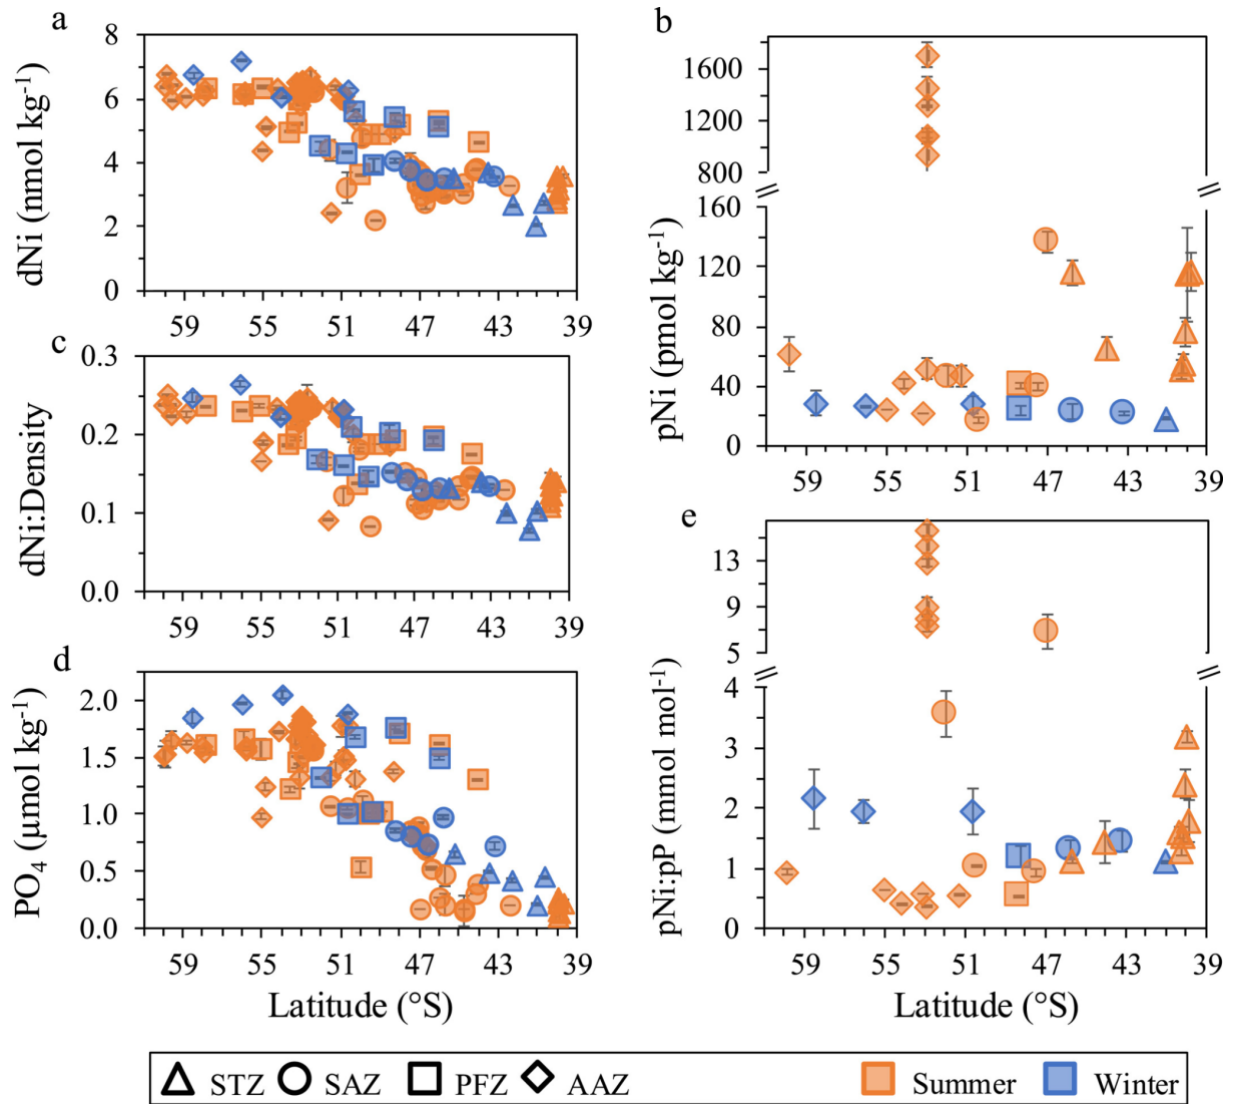 a
8
6
4
2
0
dNi (nmol kg⁻¹)
59 55 51 47 43 39
b
1600
1200
800
160
120
80
40
0
pNi (pmol kg⁻¹)
59 55 51 47 43 39
c
0.3
0.2
0.1
0.0
dNi:Density
59 55 51 47 43 39
d
2.0
1.5
1.0
0.5
0.0
PO₄ (µmol kg⁻¹)
59 55 51 47 43 39
Latitude (°S)
e
13
9
5
4
3
2
1
0
pNi:pP (mmol mol⁻¹)
59 55 51 47 43 39
Latitude (°S)
STZ SAZ PFZ AAZ Summer Winter